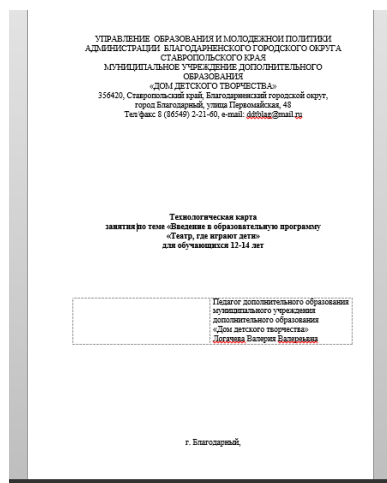 УПРАВЛЕНИЕ ОБРАЗОВАНИЯ И МОЛОДЕЖНОЙ ПОЛИТИКИ
АДМИНИСТРАЦИИ БЛАГОДАРНЕНСКОГО ГОРОДСКОГО ОКРУГА
СТАВРОПОЛЬСКОГО КРАЯ
МУНИЦИПАЛЬНОЕ УЧРЕЖДЕНИЕ ДОПОЛНИТЕЛЬНОГО
ОБРАЗОВАНИЯ
«ДОМ ДЕТСКОГО ТВОРЧЕСТВА»
356420, Ставропольский край, Благодарненский городской округ,
город Благодарный, улица Первомайская, 48
Тел/факс 8 (86549) 2-21-60, e-mail: ddtblag@mail.ru
Технологическая карта
занятия по теме «Введение в образовательную программу
«Театр, где играют дети»
для обучающихся 12-14 лет
Педагог дополнительного образования
муниципального учреждения
дополнительного образования
«Дом детского творчества»
Логачева Валерия Валерьевна
г. Благодарный,